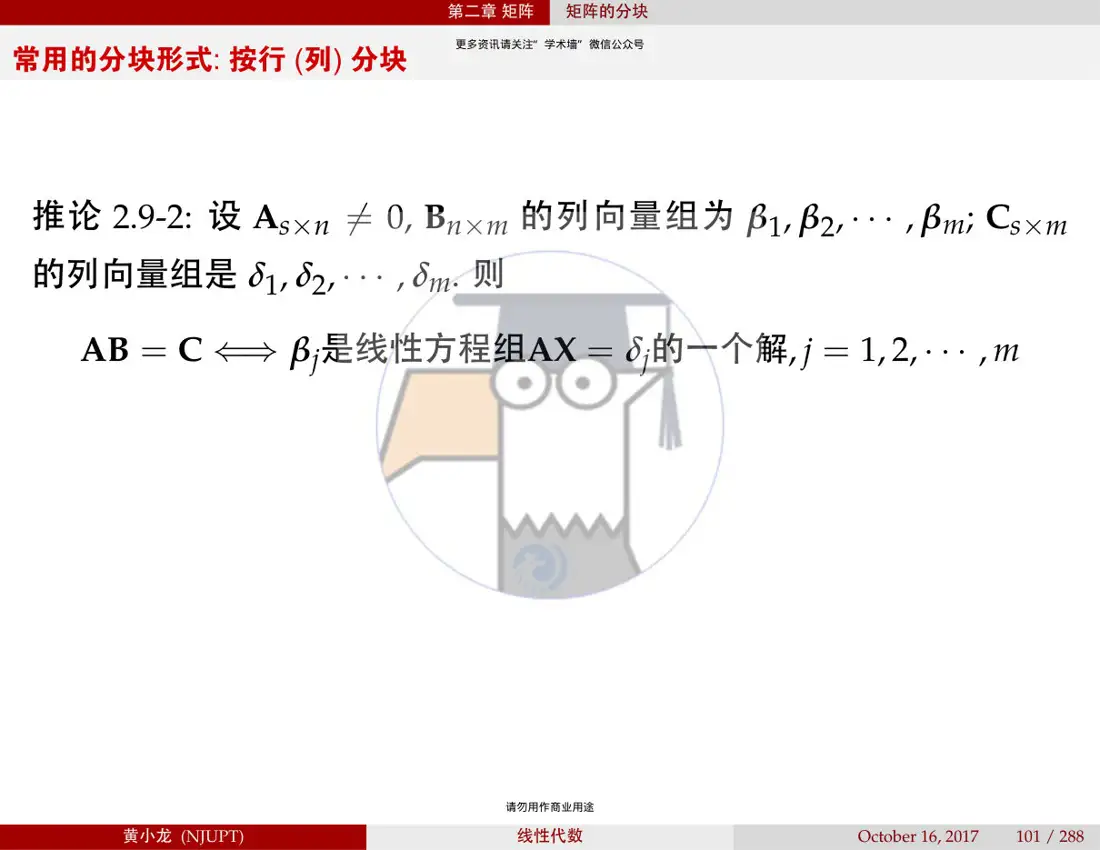 第二章 矩阵 矩阵的分块
更多资讯请关注“学术墙”微信公众号
常用的分块形式: 按行 (列) 分块
推论 2.9-2: 设 A_{s×n} ≠ 0, B_{n×m} 的列向量组为 β_1, β_2, ⋯ , β_m; C_{s×m}
的列向量组是 δ_1, δ_2, ⋯ , δ_m. 则
AB = C ⟺ β_j是线性方程组AX = δ_j的一个解, j = 1, 2, ⋯ , m
请勿用作商业用途
黄小龙 (NJUPT) 线性代数 October 16, 2017 101 / 288